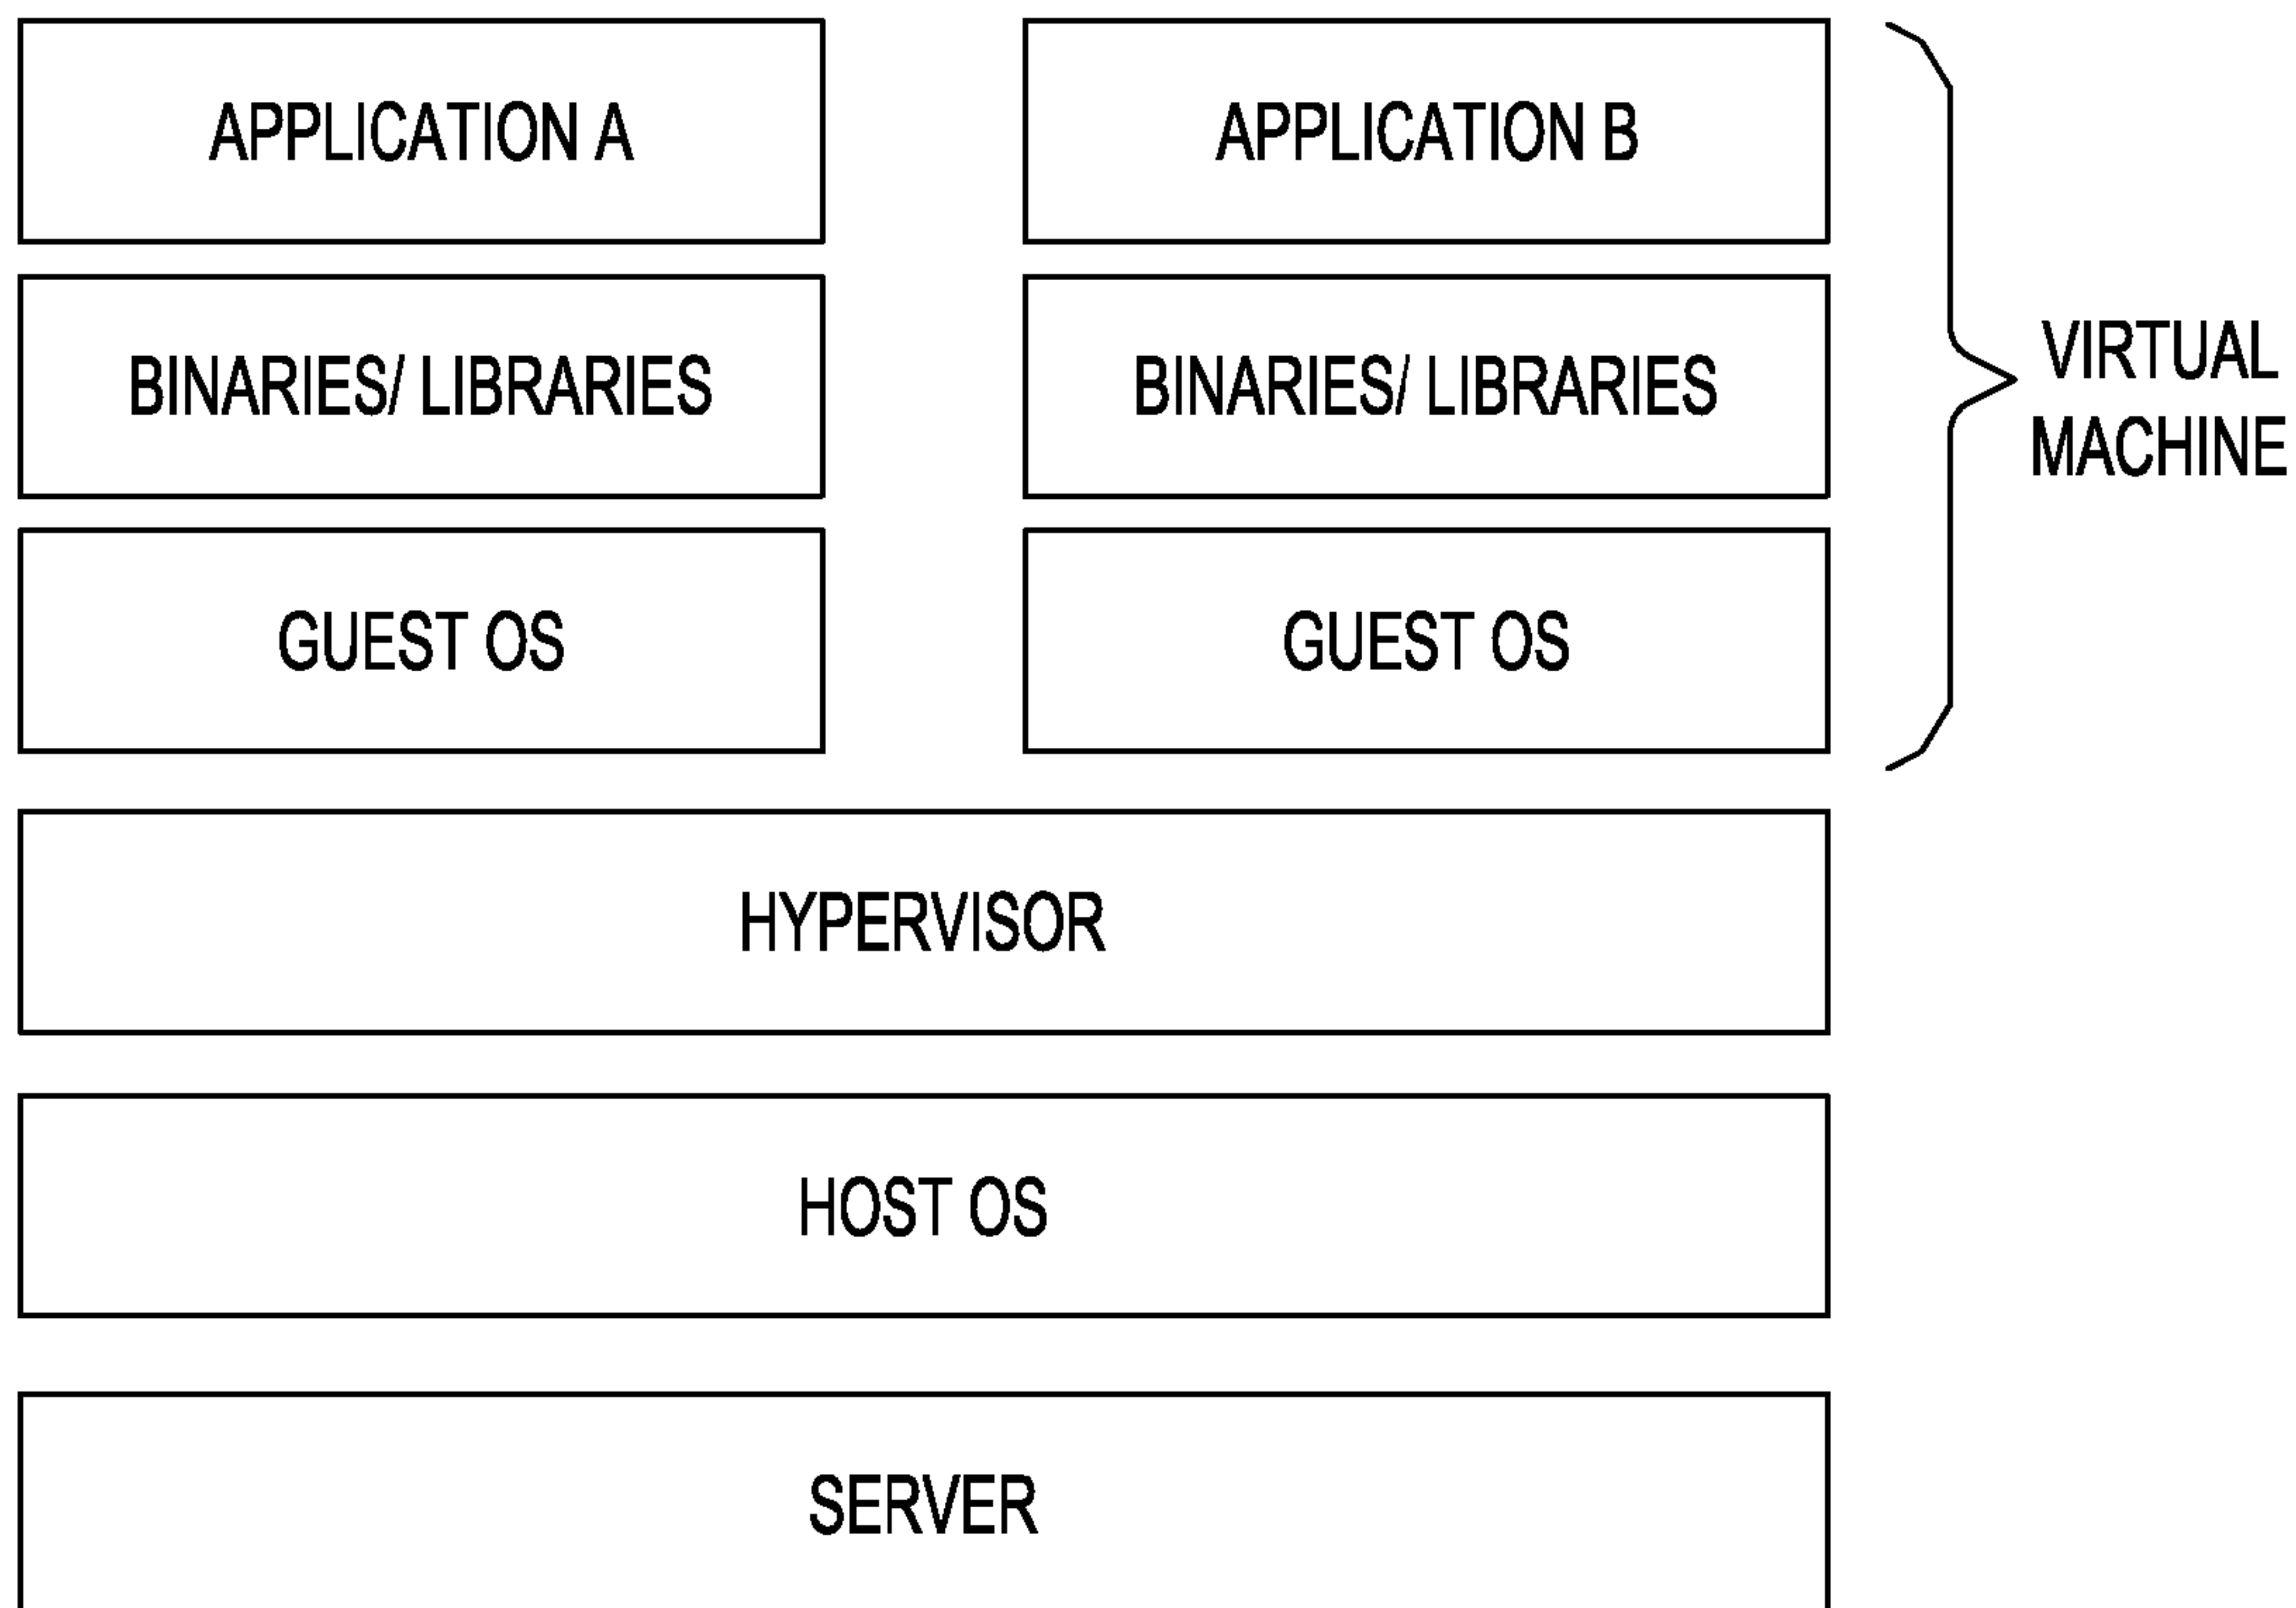 APPLICATION A
APPLICATION B
BINARIES/ LIBRARIES
BINARIES/ LIBRARIES
VIRTUAL
MACHINE
GUEST OS
GUEST OS
HYPERVISOR
HOST OS
SERVER